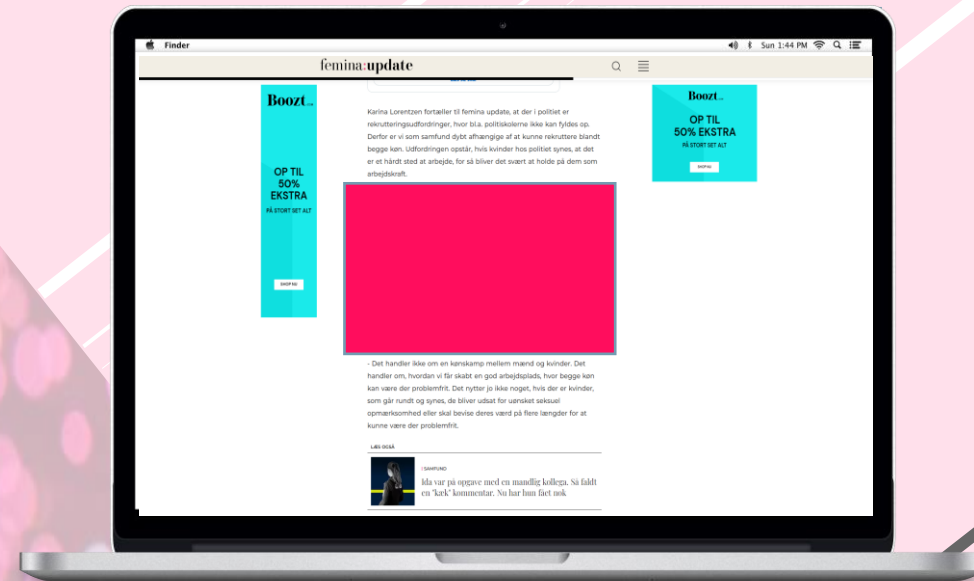 Finder
Sun 1:44 PM
femina:update
Boozt.com
OP TIL
50%
EKSTRA
PÅ STORT SET ALT
SHOP NU
Karina Lorentzen fortæller til femina update, at der i politiet er
rekrutteringsudfordringer, hvor bl.a. politiskolerne ikke kan fyldes op.
Derfor er vi som samfund dybt afhængige af at kunne rekruttere blandt
begge køn. Udfordringen opstår, hvis kvinder hos politiet synes, at det
er et hårdt sted at arbejde, for så bliver det svært at holde på dem som
arbejdskraft.
- Det handler ikke om en kønskamp mellem mænd og kvinder. Det
handler om, hvordan vi får skabt en god arbejdsplads, hvor begge køn
kan være der problemfrit. Det nytter jo ikke noget, hvis der er kvinder,
som går rundt og synes, de bliver udsat for uønsket seksuel
opmærksomhed eller skal bevise deres værd på flere længder for at
kunne være der problemfrit.
LÆS OGSÅ
I SAMFUND
Ida var på opgave med en mandlig kollega. Så faldt
en "kæk" kommentar. Nu har hun fået nok
Boozt
OP TIL
50% EKSTRA
PÅ STORT SET ALT
SHOP NU